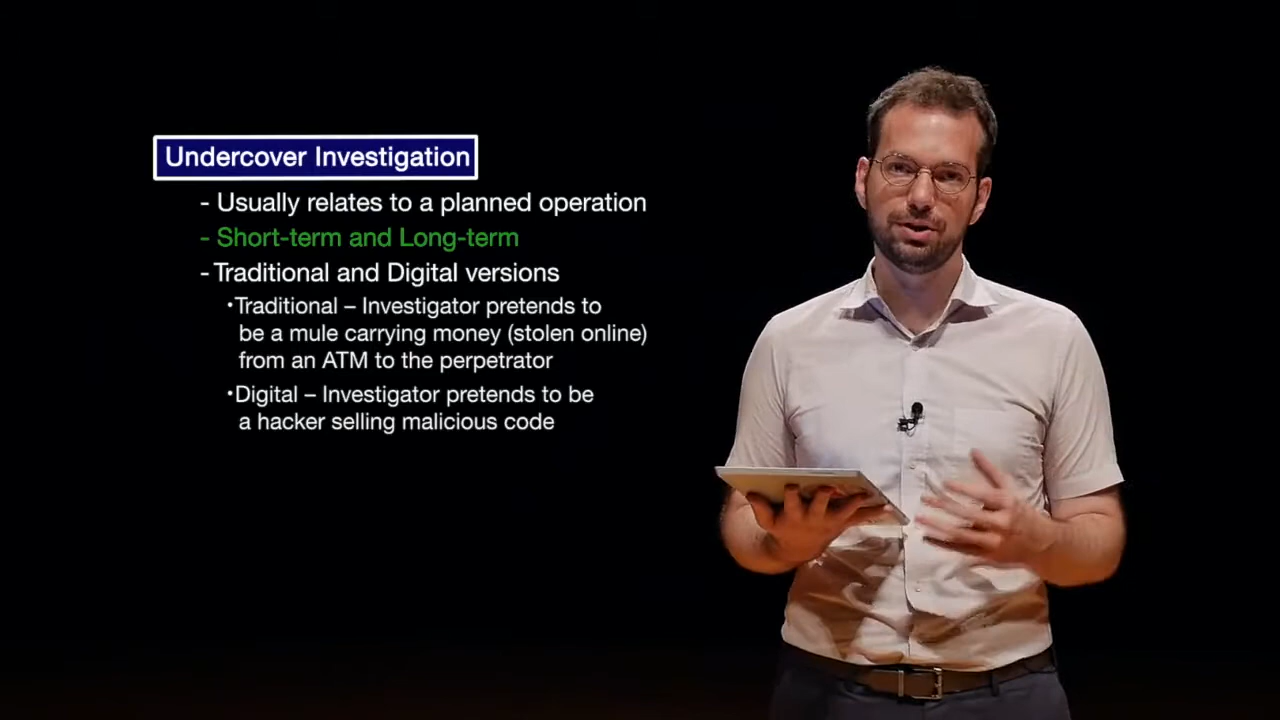 Undercover Investigation
- Usually relates to a planned operation
- Short-term and Long-term
- Traditional and Digital versions
•Traditional – Investigator pretends to
be a mule carrying money (stolen online)
from an ATM to the perpetrator
•Digital – Investigator pretends to be
a hacker selling malicious code